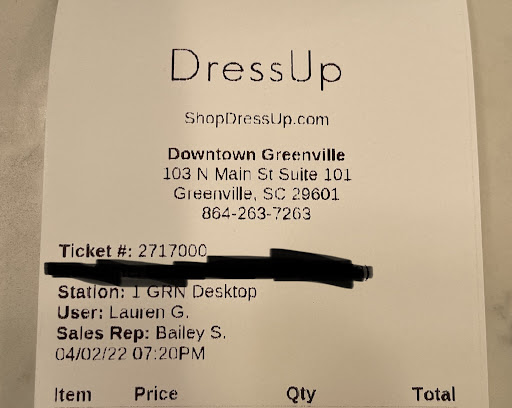 DressUp
ShopDressUp.com
Downtown Greenville
103 N Main St Suite 101
Greenville, SC 29601
864-263-7263
Ticket #: 2717000
Station: 1 GRN Desktop
User: Lauren G.
Sales Rep: Bailey S.
04/02/22 07:20PM
Item Price Qty Total